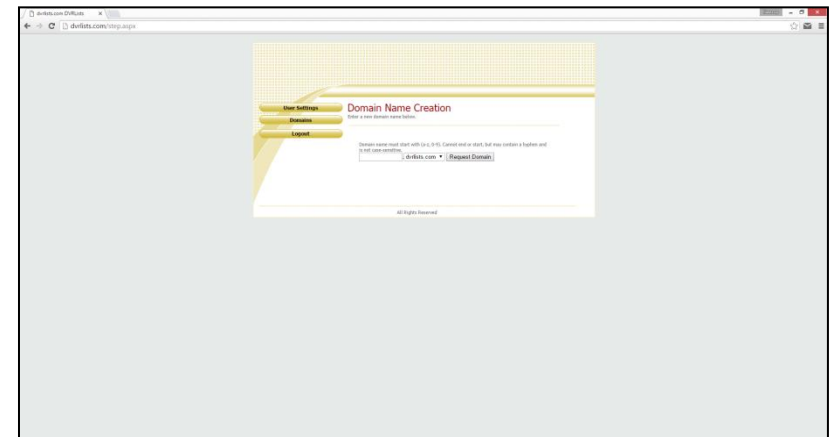 dvrlists.com DVRLists
dvrlists.com/step.aspx
User Settings
Domains
Logout
Domain Name Creation
Enter a new domain name below.
Domain name must start with (a-z, 0-9). Cannot end or start, but may contain a hyphen and
is not case-sensitive.
. dvrlists com
Request Domain
All Rights Reserved